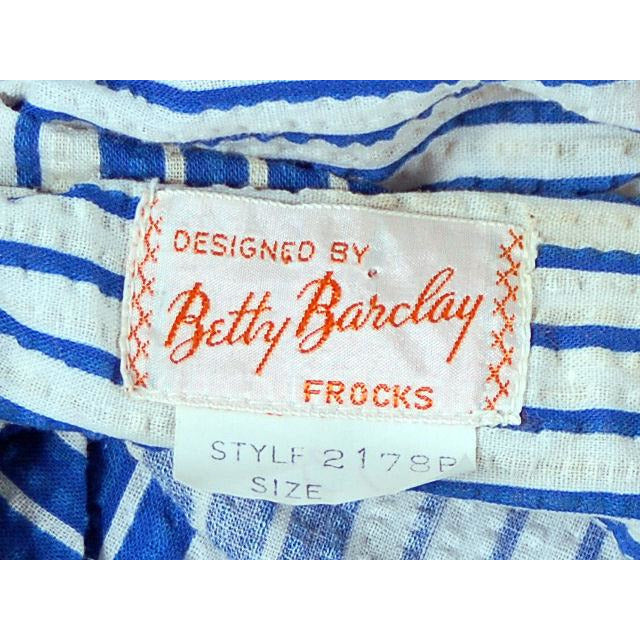 DESIGNED BY
Betty Barclay
FROCKS
STYLE 2178P
SIZE